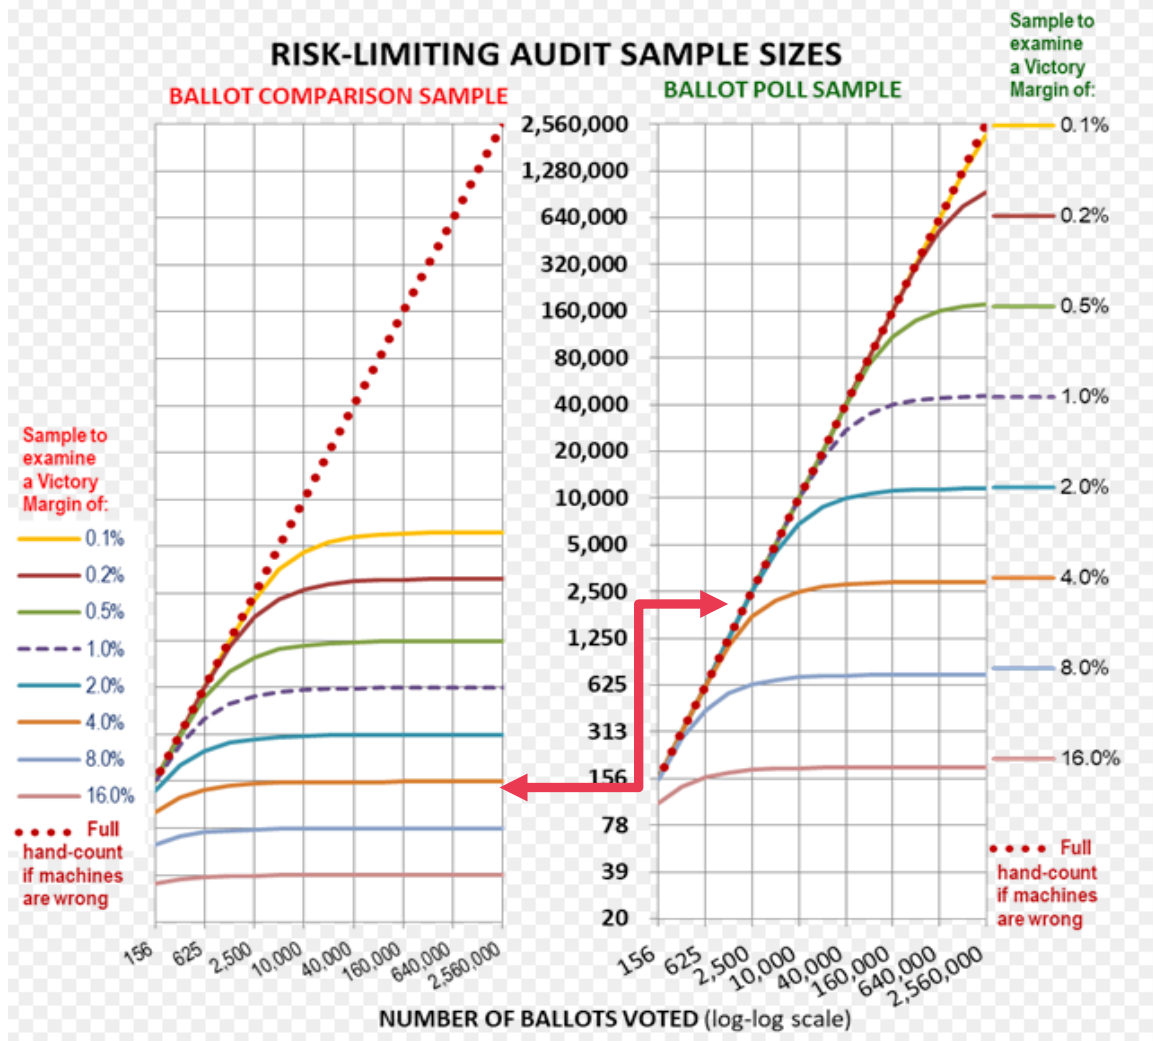 Sample to
examine
a Victory
Margin of:
RISK-LIMITING AUDIT SAMPLE SIZES
BALLOT COMPARISON SAMPLE
BALLOT POLL SAMPLE
2,560,000
1,280,000
640,000
320,000
160,000
80,000
40,000
20,000
10,000
5,000
2,500
1,250
625
313
156
78
39
20
0.1%
0.2%
0.5%
1.0%
2.0%
4.0%
8.0%
16.0%
Full
hand-count
if machines
are wrong
Sample to
examine
a Victory
Margin of:
0.1%
0.2%
0.5%
1.0%
2.0%
4.0%
8.0%
16.0%
Full
hand-count
if machines
are wrong
156
625
2,500
10,000
40,000
160,000
640,000
2,560,000
156
625
2,500
10,000
40,000
160,000
640,000
2,560,000
NUMBER OF BALLOTS VOTED (log-log scale)